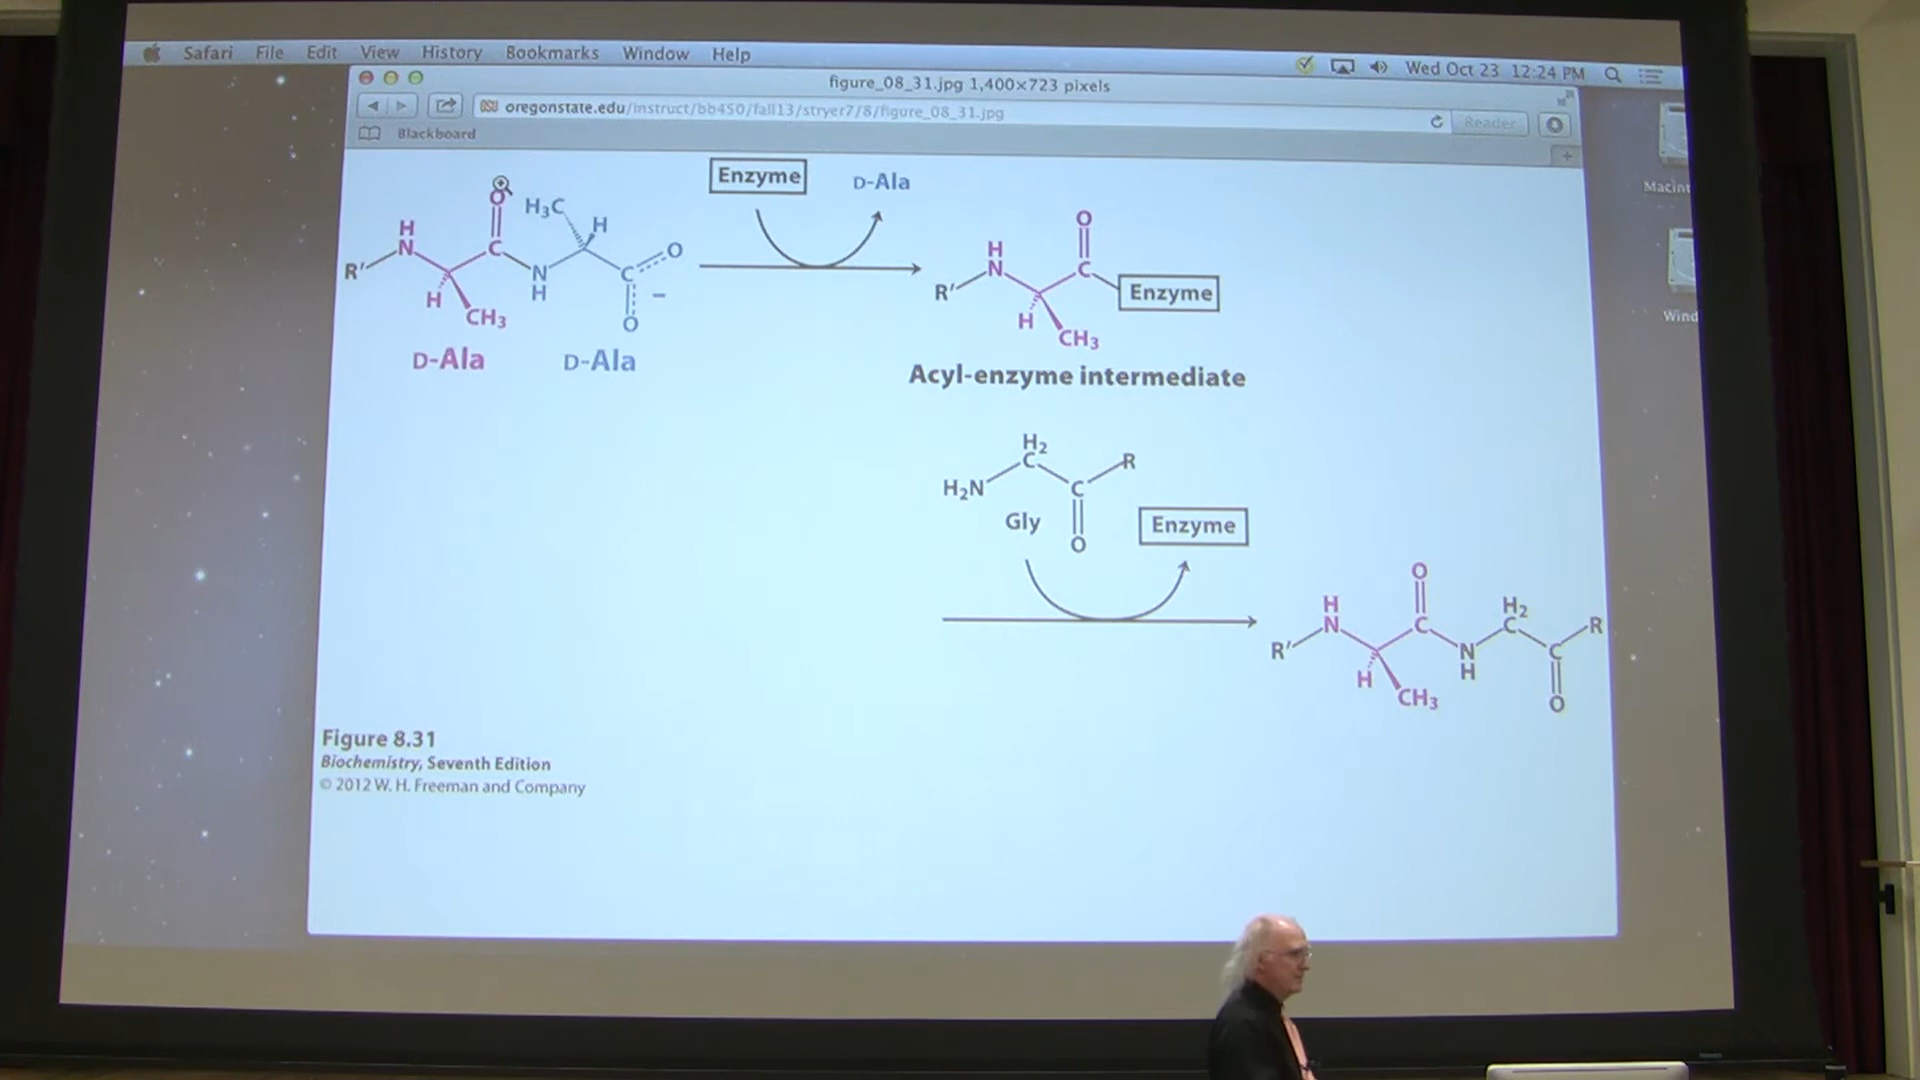 Safari File Edit View History Bookmarks Window Help Wed Oct 23 12:24 PM
figure_08_31.jpg 1,400×723 pixels
OSU oregonstate.edu/instruct/bb450/fall13/stryer7/8/figure_08_31.jpg Reader
Blackboard
Macint
Wind
Enzyme D-Ala
O H₃C H
H
N C O
R′ N C
H H –
CH₃ O
D-Ala D-Ala
O
H
N C
R′ Enzyme
H
CH₃
Acyl-enzyme intermediate
H₂
C R
H₂N C
Gly
O
Enzyme
O
H H₂
N C C R
R′ N C
H H
CH₃ O
Figure 8.31
Biochemistry, Seventh Edition
© 2012 W. H. Freeman and Company